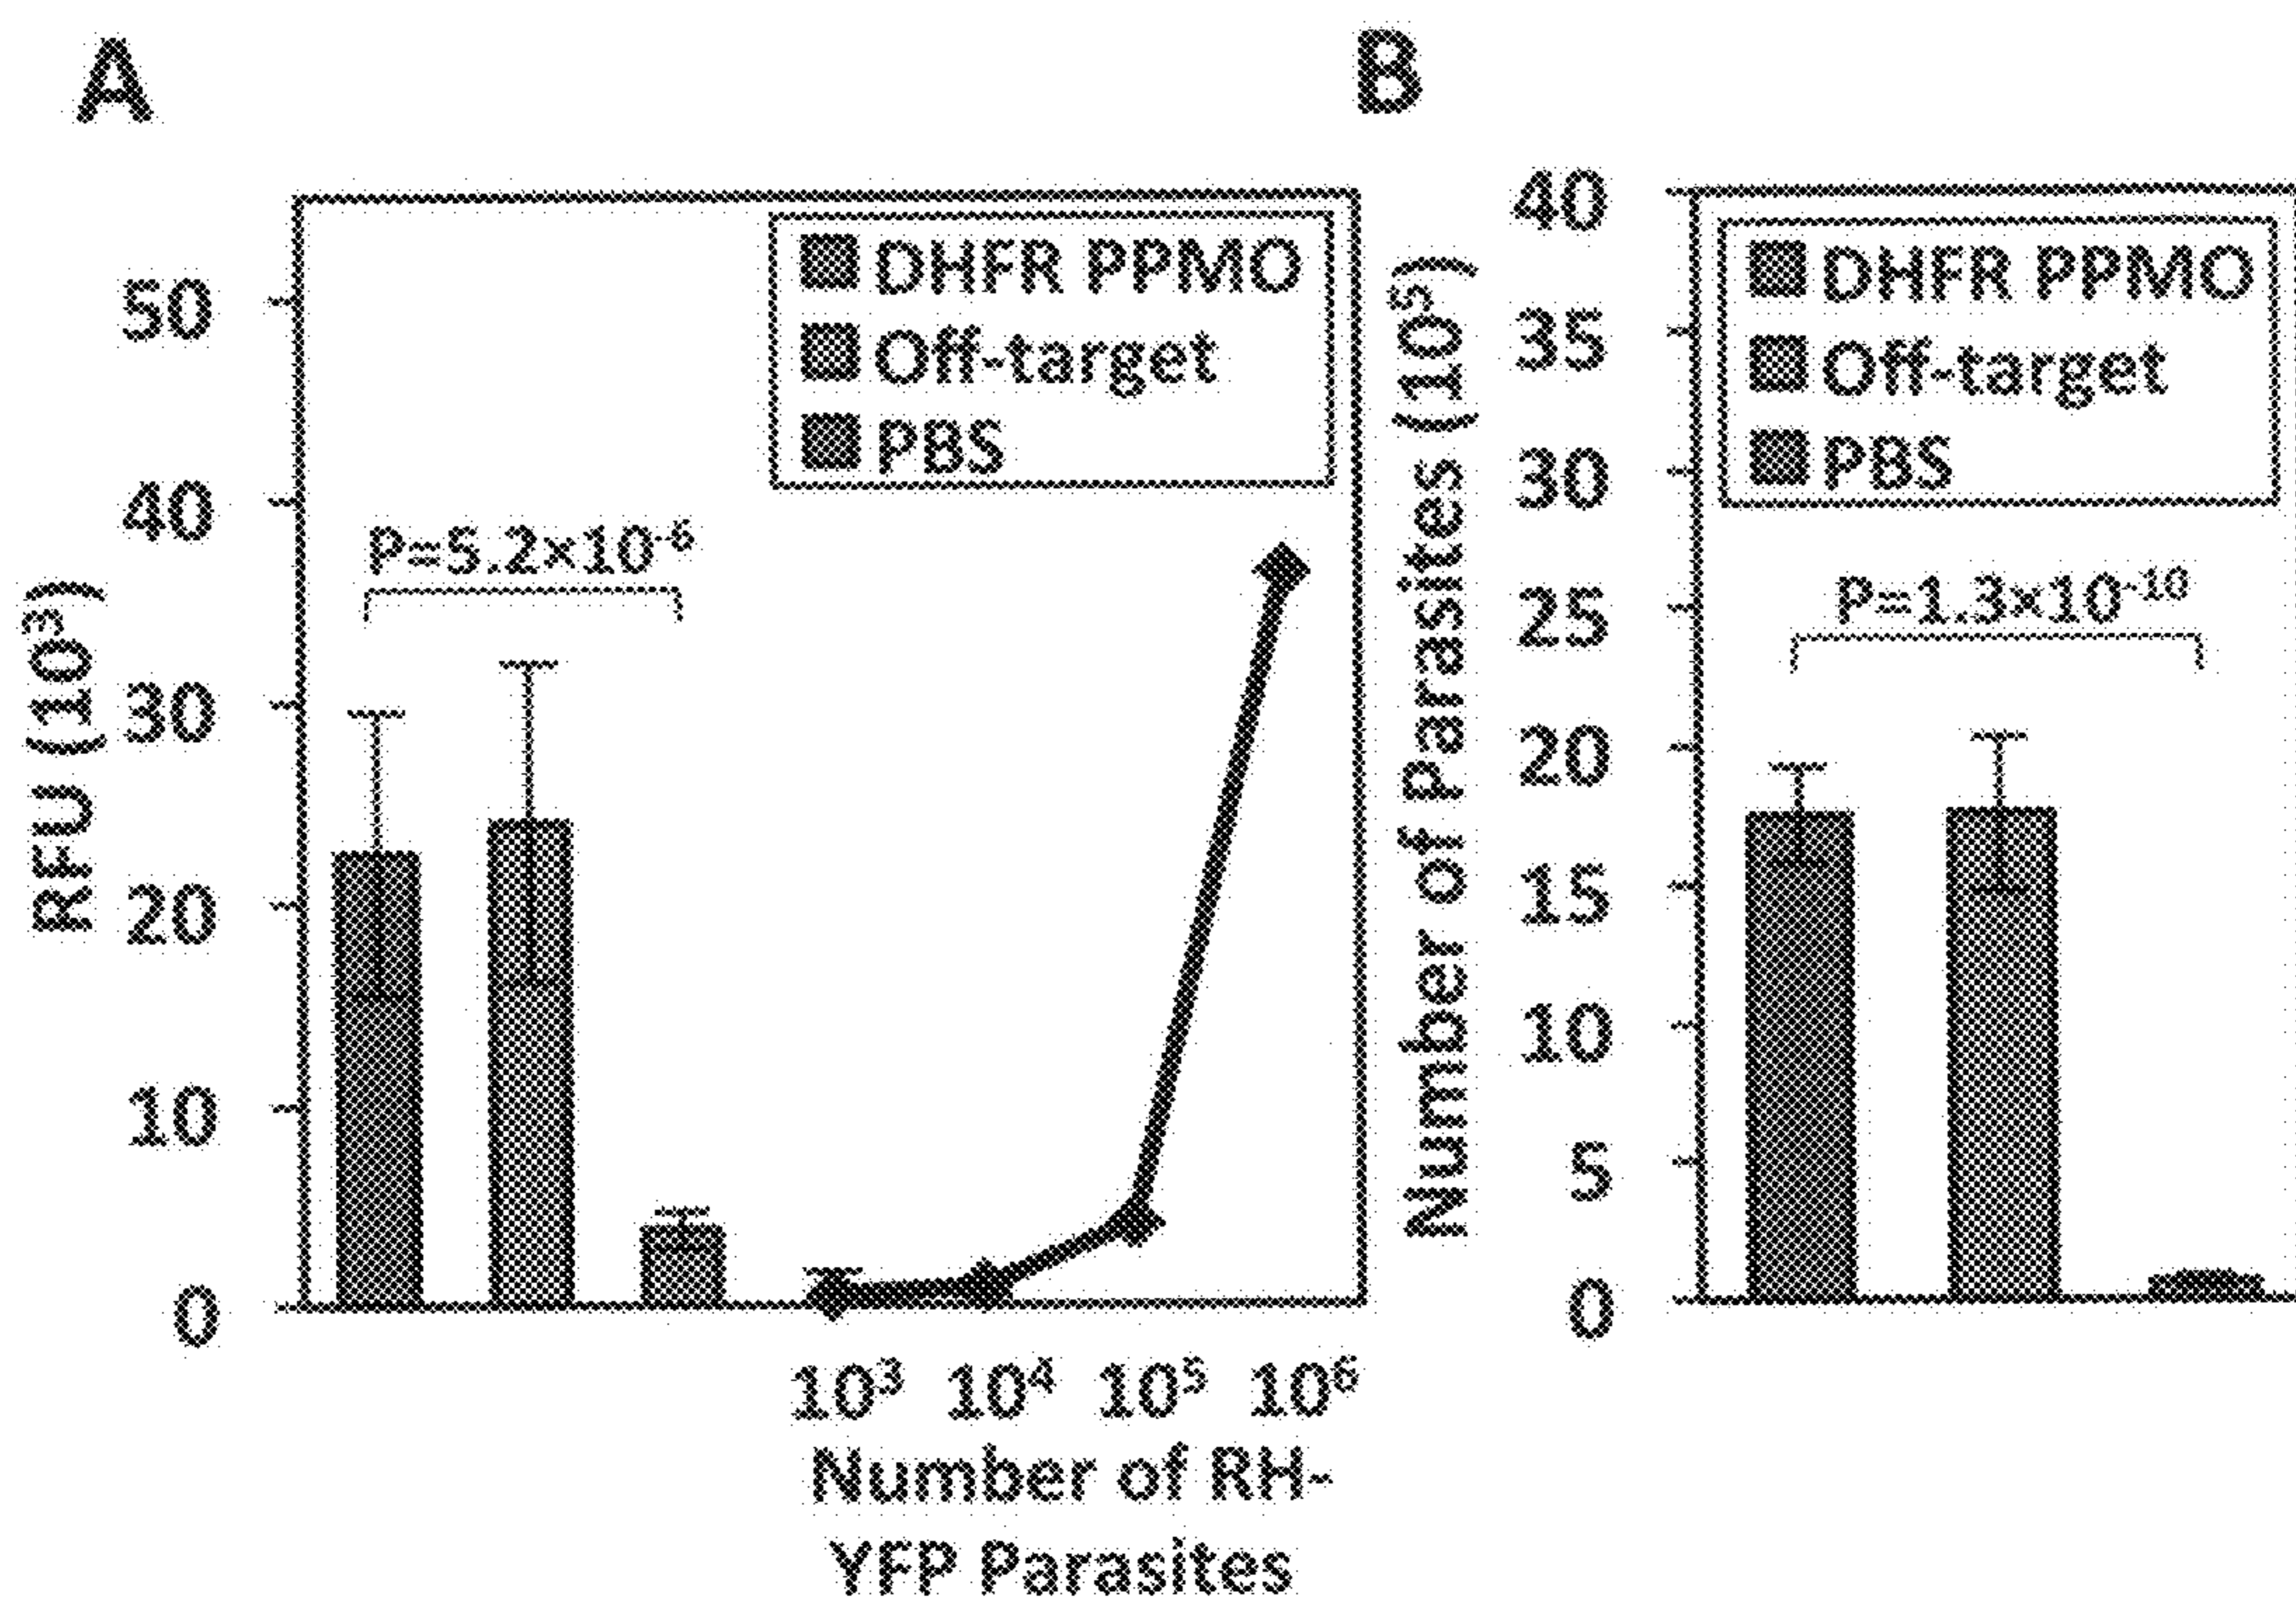 A
RFU (10³)
50
40
30
20
10
0
DHFR PPMO
Off-target
PBS
P=5.2×10⁻⁶
10³ 10⁴ 10⁵ 10⁶
Number of RH-
YFP Parasites
B
Number of Parasites (10⁵)
40
35
30
25
20
15
10
5
0
DHFR PPMO
Off-target
PBS
P=1.3×10⁻¹⁰